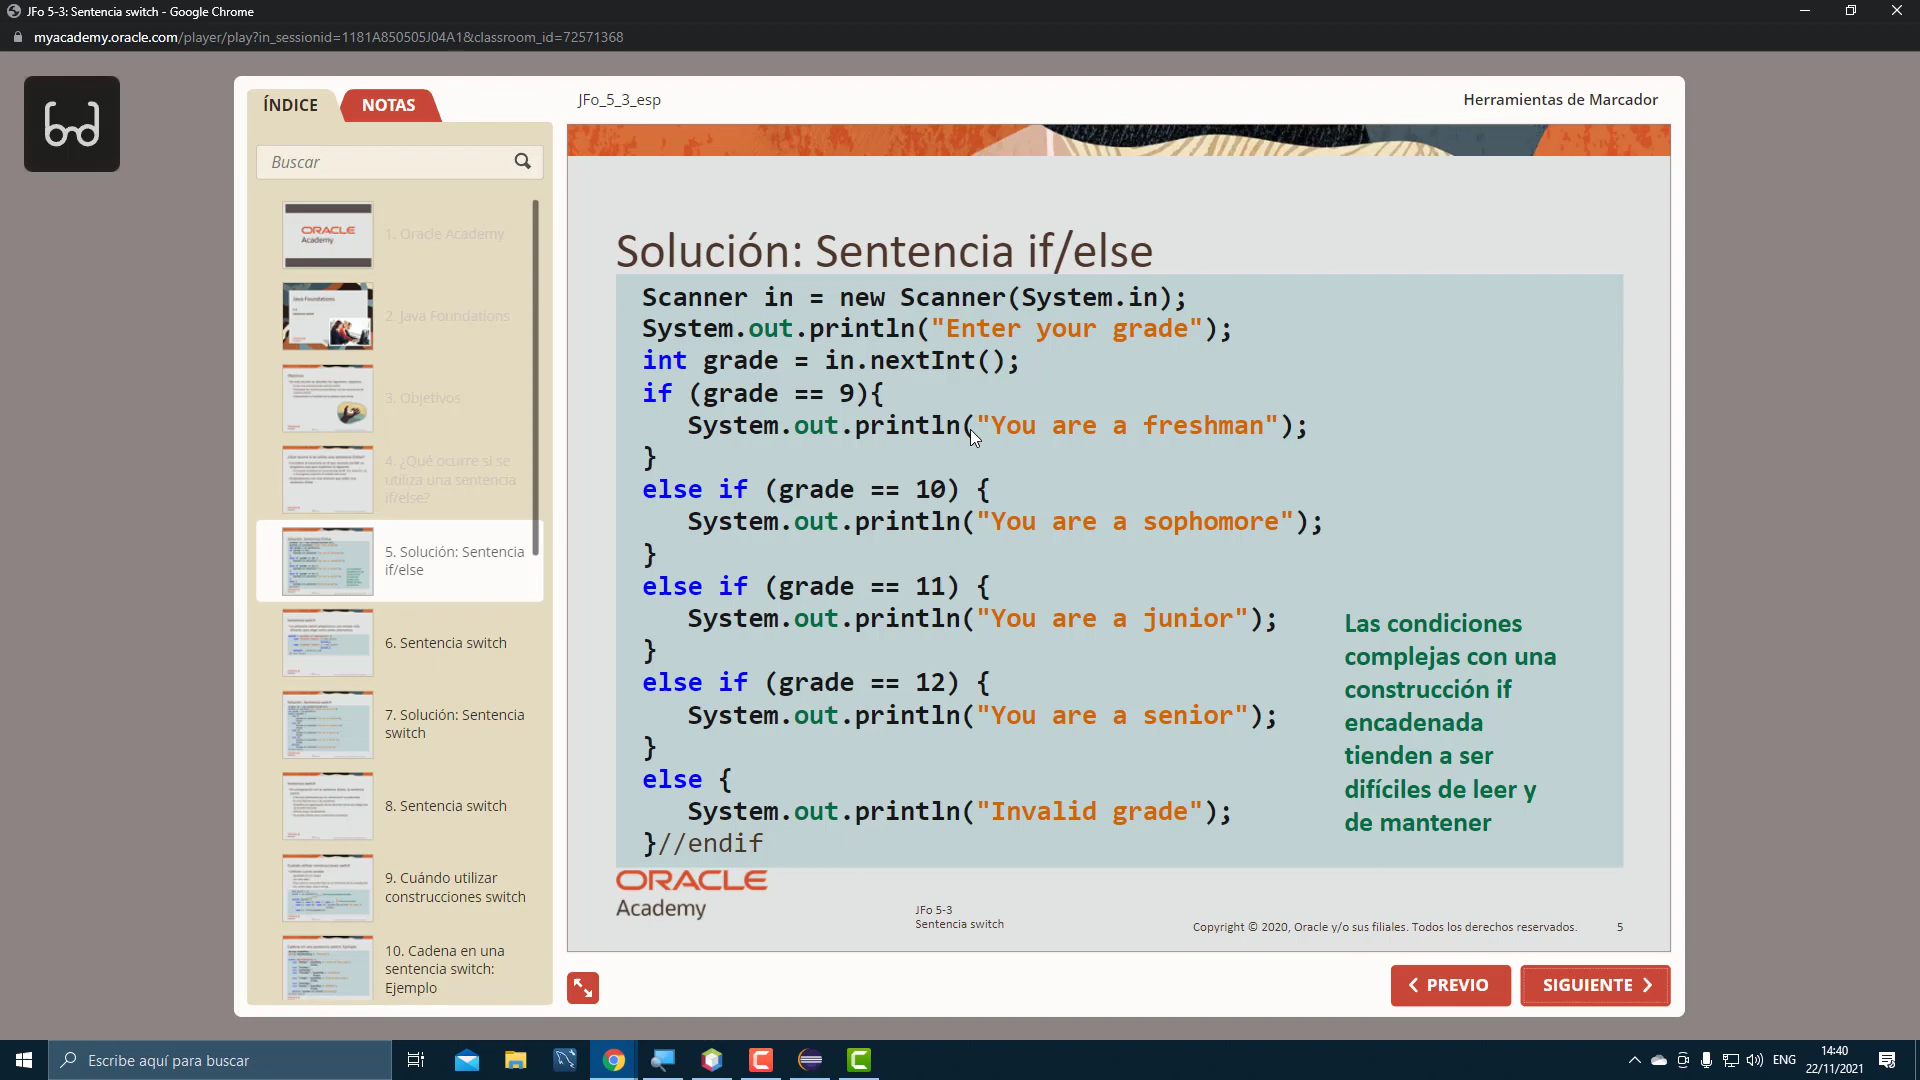 JFo 5-3: Sentencia switch - Google Chrome
myacademy.oracle.com/player/play?in_sessionid=1181A850505J04A1&classroom_id=72571368
ÍNDICE
NOTAS
Buscar
ORACLE
Academy
1. Oracle Academy
Java Foundations
2. Java Foundations
3. Objetivos
4. ¿Qué ocurre si se
utiliza una sentencia
if/else?
5. Solución: Sentencia
if/else
6. Sentencia switch
7. Solución: Sentencia
switch
8. Sentencia switch
9. Cuándo utilizar
construcciones switch
10. Cadena en una
sentencia switch:
Ejemplo
JFo_5_3_esp
Herramientas de Marcador
Solución: Sentencia if/else
Scanner in = new Scanner(System.in);
System.out.println("Enter your grade");
int grade = in.nextInt();
if (grade == 9){
System.out.println("You are a freshman");
}
else if (grade == 10) {
System.out.println("You are a sophomore");
}
else if (grade == 11) {
System.out.println("You are a junior");
}
else if (grade == 12) {
System.out.println("You are a senior");
}
else {
System.out.println("Invalid grade");
}//endif
Las condiciones
complejas con una
construcción if
encadenada
tienden a ser
difíciles de leer y
de mantener
ORACLE
Academy
JFo 5-3
Sentencia switch
Copyright © 2020, Oracle y/o sus filiales. Todos los derechos reservados.
5
PREVIO
SIGUIENTE
Escribe aquí para buscar
ENG
14:40
22/11/2021